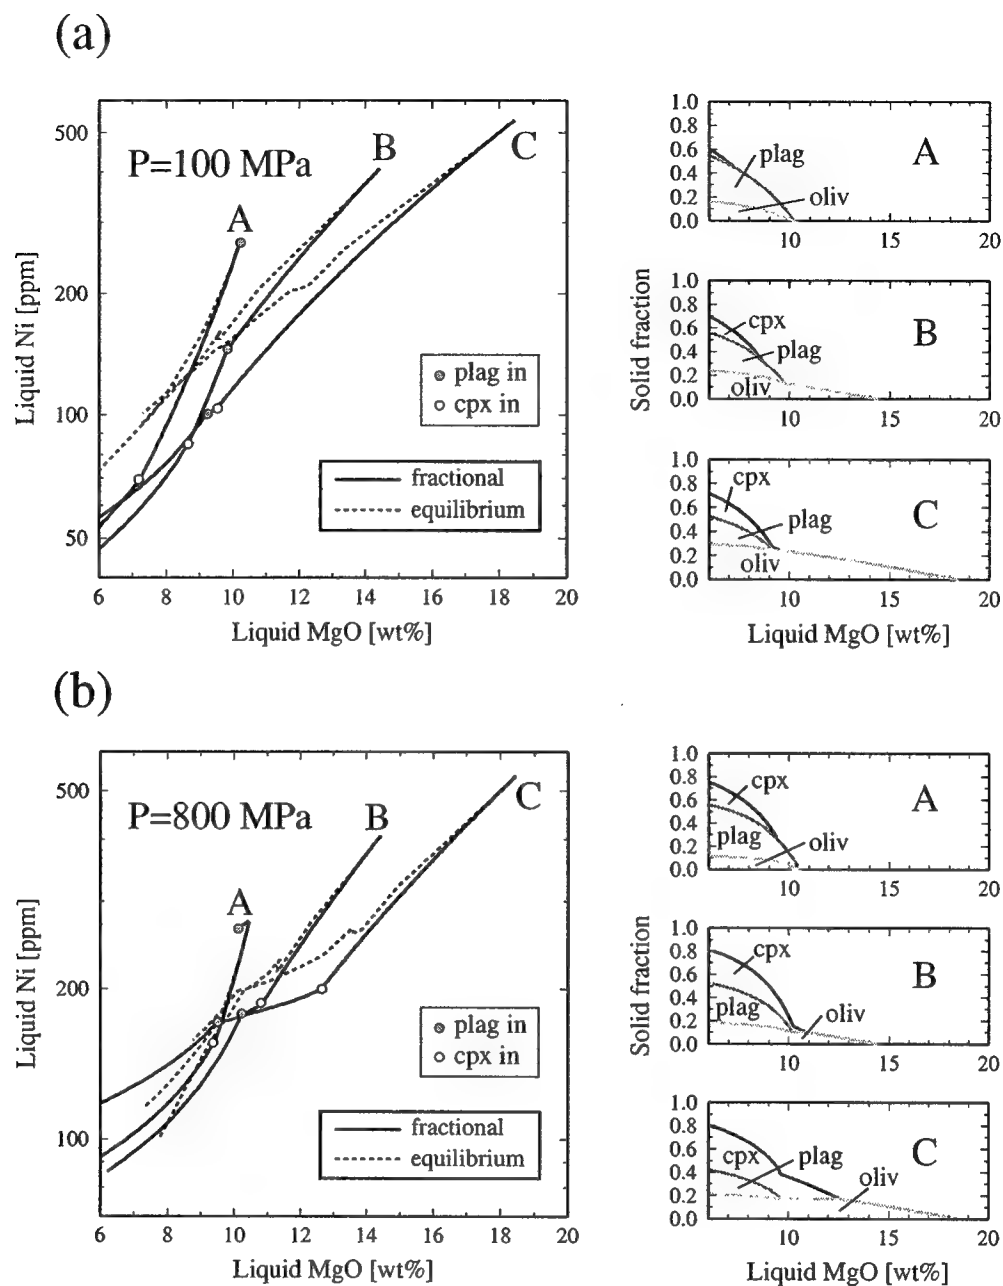 (a)
500
200
100
50
Liquid Ni [ppm]
P=100 MPa
A
B
C
plag in
cpx in
fractional
equilibrium
6 8 10 12 14 16 18 20
Liquid MgO [wt%]
Solid fraction
1.0
0.8
0.6
0.4
0.2
0.0
plag
oliv
A
10 20
1.0
0.8
0.6
0.4
0.2
0.0
cpx
plag
oliv
B
10 20
1.0
0.8
0.6
0.4
0.2
0.0
cpx
plag
oliv
C
10 20
Liquid MgO [wt%]
(b)
500
200
100
Liquid Ni [ppm]
P=800 MPa
A
B
C
plag in
cpx in
fractional
equilibrium
6 8 10 12 14 16 18 20
Liquid MgO [wt%]
Solid fraction
1.0
0.8
0.6
0.4
0.2
0.0
cpx
plag
oliv
A
10 20
1.0
0.8
0.6
0.4
0.2
0.0
cpx
plag
oliv
B
10 20
1.0
0.8
0.6
0.4
0.2
0.0
cpx
plag
oliv
C
10 20
Liquid MgO [wt%]